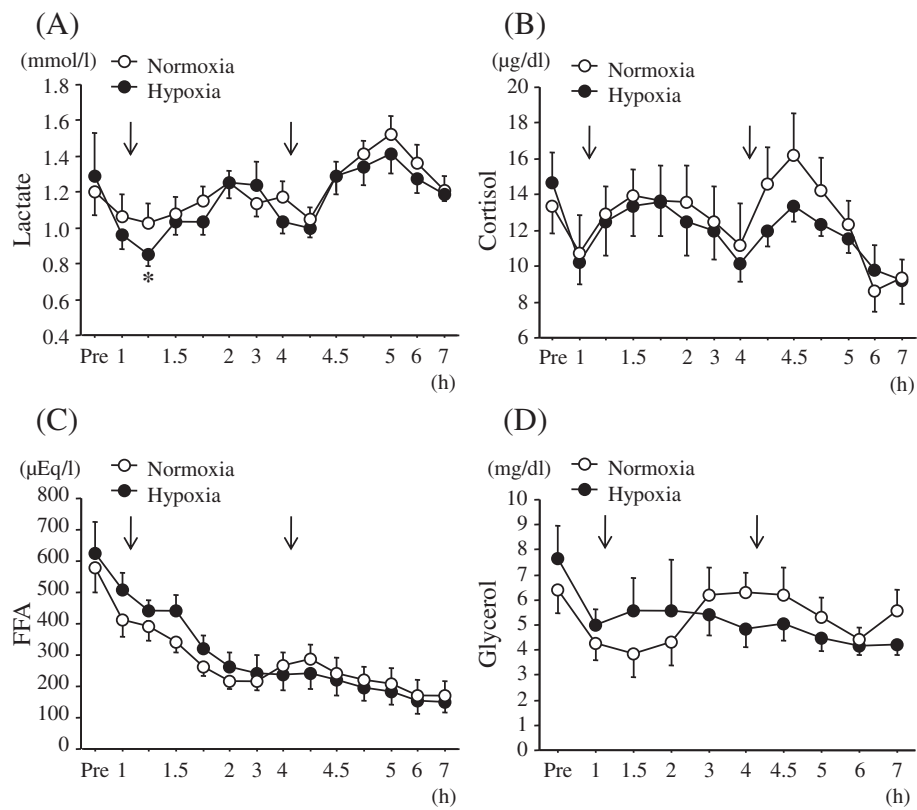 (A)
(mmol/l)
Normoxia
Hypoxia
1.8
1.6
1.4
1.2
1.0
0.8
0.6
0.4
Lactate
*
Pre 1 1.5 2 3 4 4.5 5 6 7
(h)
(B)
(µg/dl)
Normoxia
Hypoxia
20
18
16
14
12
10
8
6
Cortisol
Pre 1 1.5 2 3 4 4.5 5 6 7
(h)
(C)
(µEq/l)
Normoxia
Hypoxia
800
700
600
500
400
300
200
100
0
FFA
Pre 1 1.5 2 3 4 4.5 5 6 7
(h)
(D)
(mg/dl)
Normoxia
Hypoxia
10
9
8
7
6
5
4
3
2
1
0
Glycerol
Pre 1 1.5 2 3 4 4.5 5 6 7
(h)